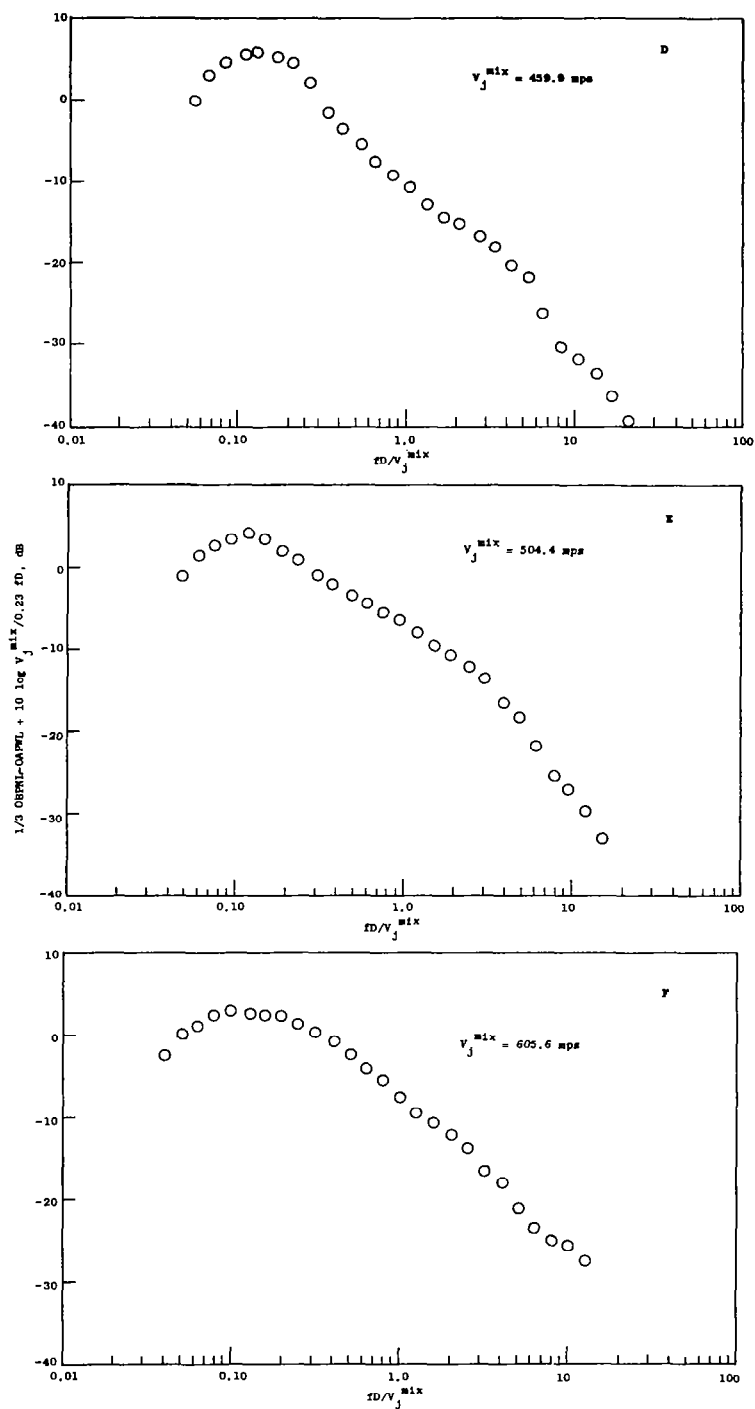 10
0
-10
-20
-30
-40
D
V_j^mix = 459.9 mps
0.01 0.10 1.0 10 100
fD/V_j^mix
10
0
-10
-20
-30
-40
E
V_j^mix = 504.4 mps
0.01 0.10 1.0 10 100
fD/V_j^mix
1/3 OBPWL-OAPWL + 10 log V_j^mix/0.23 fD, dB
10
0
-10
-20
-30
-40
F
V_j^mix = 605.6 mps
0.01 0.10 1.0 10 100
fD/V_j^mix